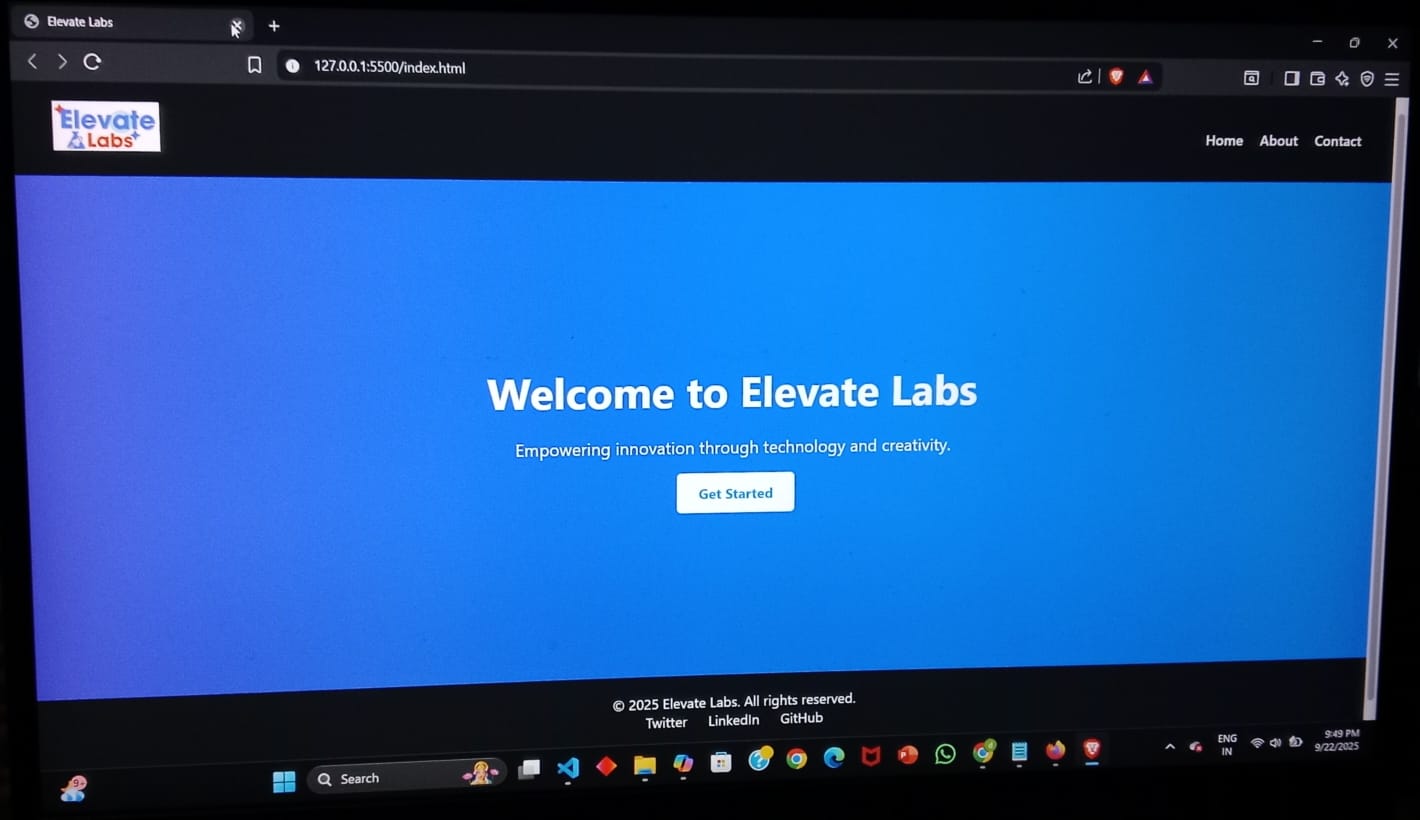 Elevate Labs
127.0.0.1:5500/index.html
Elevate
Labs
Home About Contact
Welcome to Elevate Labs
Empowering innovation through technology and creativity.
Get Started
© 2025 Elevate Labs. All rights reserved.
Twitter LinkedIn GitHub
Search
ENG
IN
9:49 PM
9/22/2025